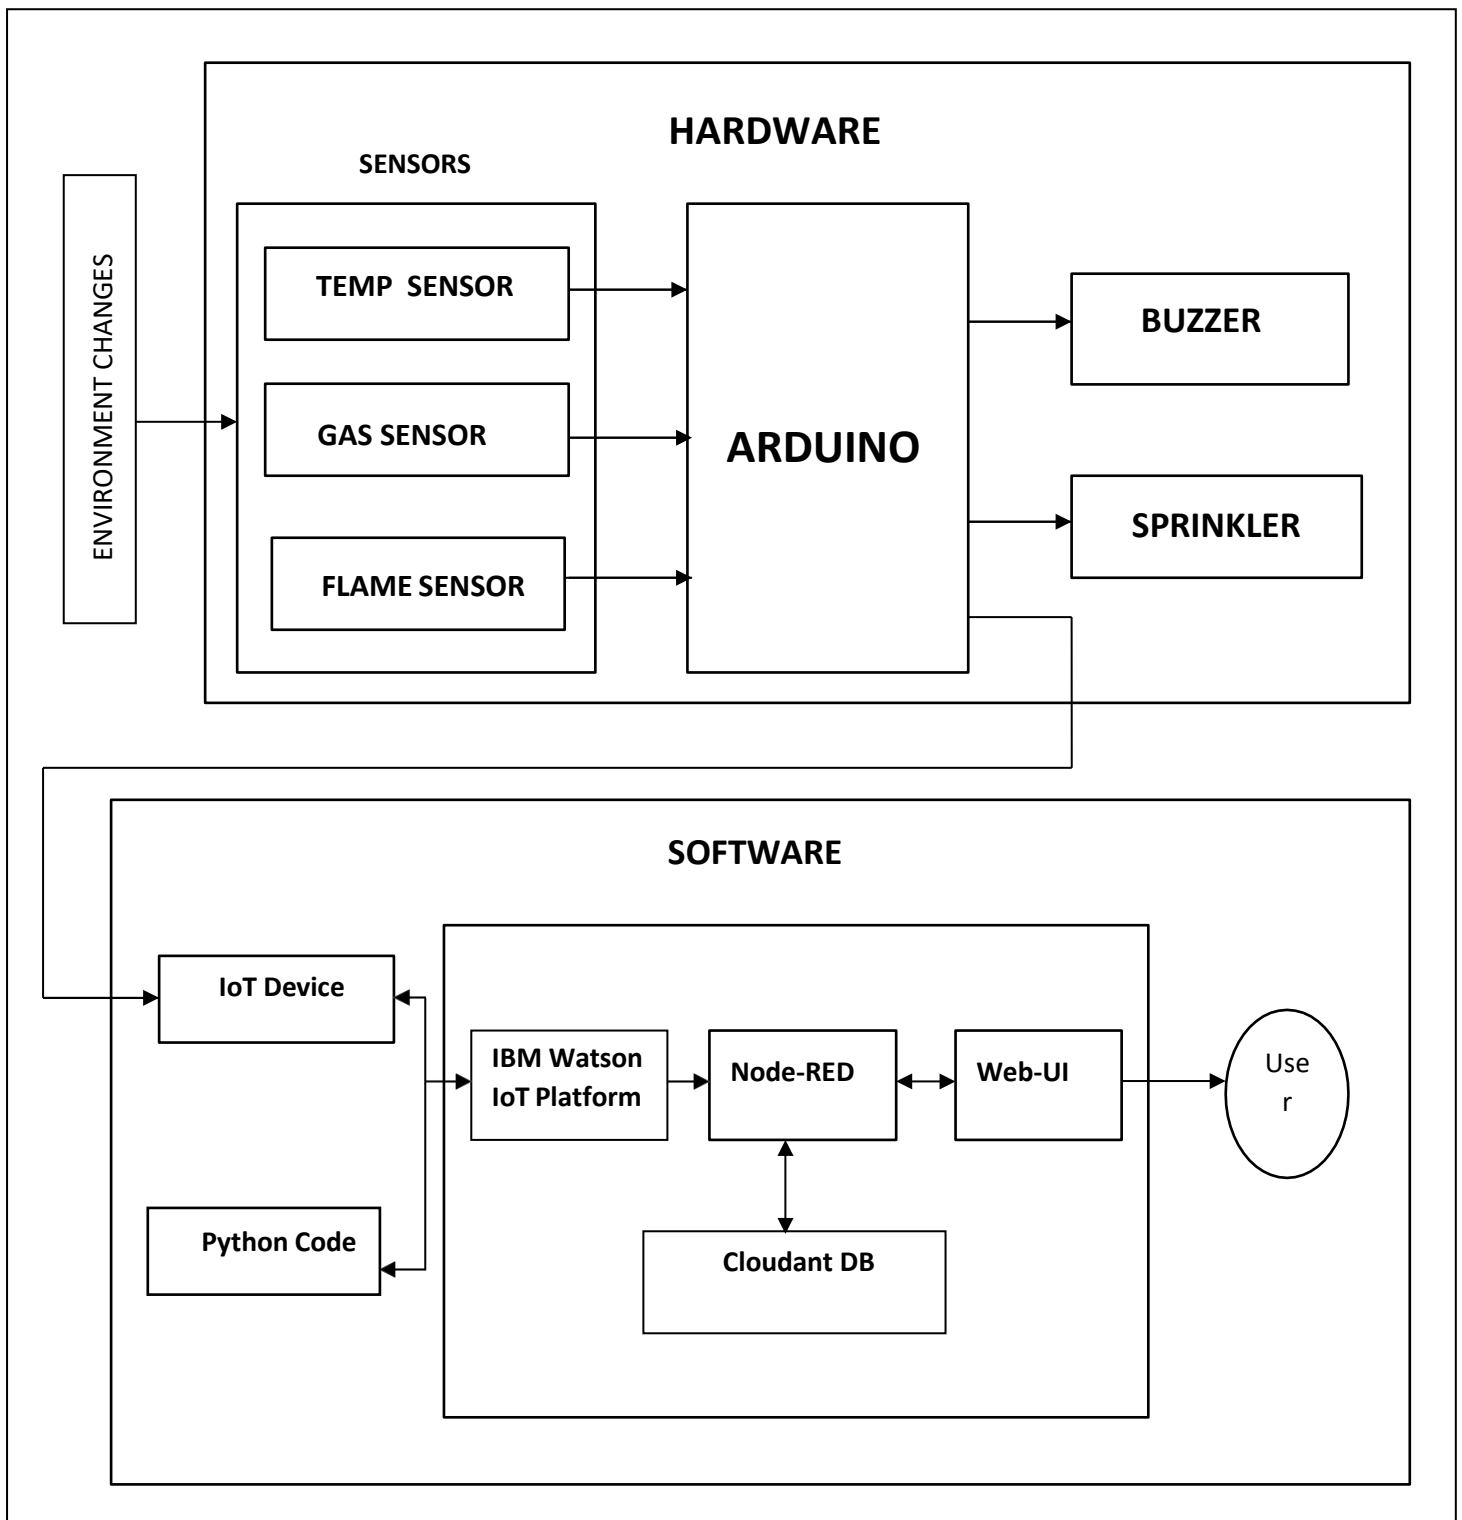 HARDWARE
SENSORS
ENVIRONMENT CHANGES
TEMP SENSOR
GAS SENSOR
FLAME SENSOR
ARDUINO
BUZZER
SPRINKLER
SOFTWARE
IoT Device
Python Code
IBM Watson
IoT Platform
Node-RED
Web-UI
Cloudant DB
Use
r